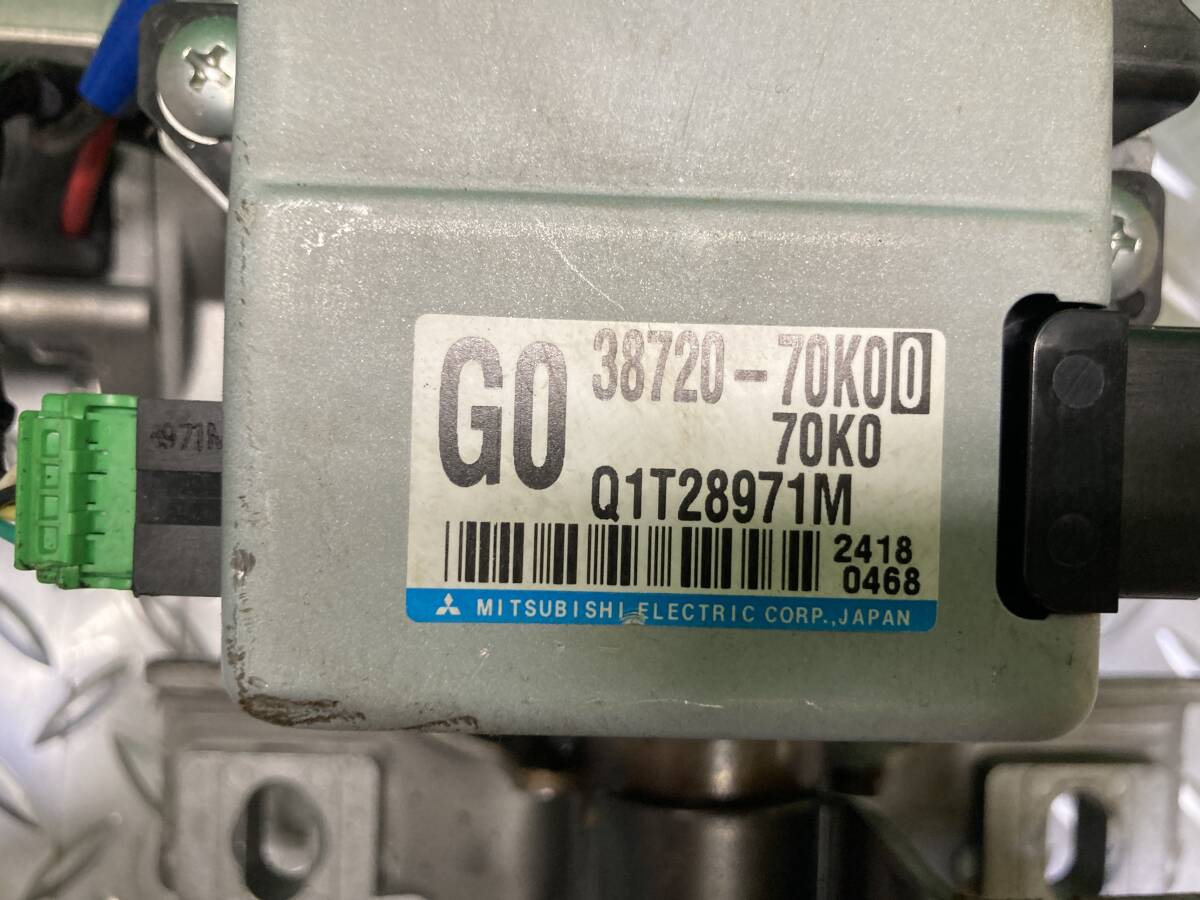 G0
38720-70K00
70K0
Q1T28971M
2418
0468
MITSUBISHI ELECTRIC CORP.,JAPAN